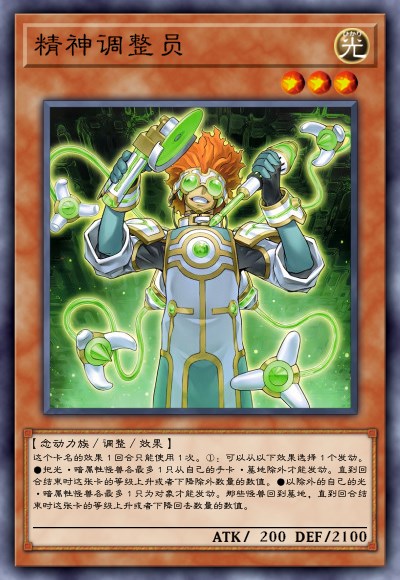 精神调整员
光
【念动力族／调整／效果】
这个卡名的效果1回合只能使用1次。①：可以从以下效果选择1个发动。
●把光·暗属性怪兽各最多1只从自己的手卡·墓地除外才能发动。直到回合
结束时这张卡的等级上升或者下降除外数量的数值。●以除外的自己的光
·暗属性怪兽各最多1只为对象才能发动。那些怪兽回到墓地，直到回合结
束时这张卡的等级上升或者下降回去数量的数值。
ATK/ 200 DEF/2100